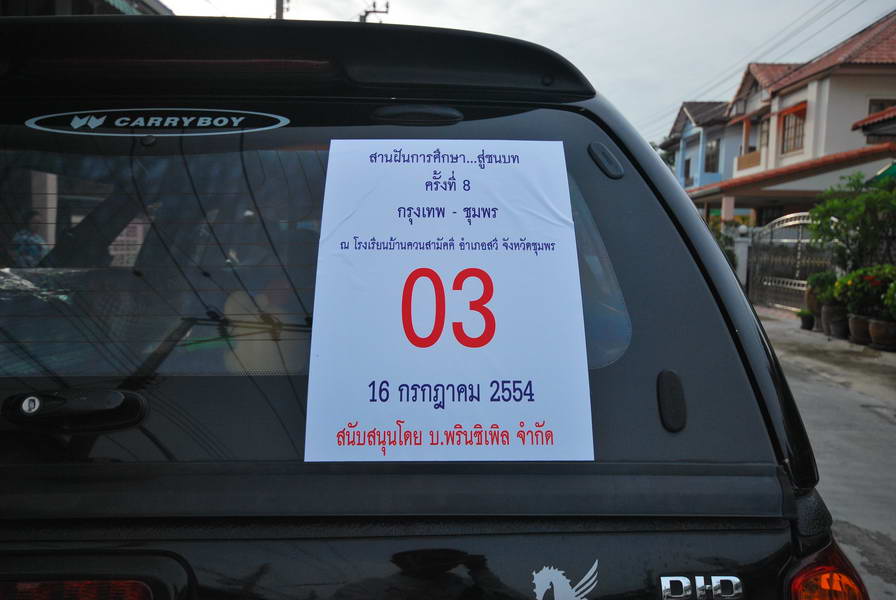 CARRYBOY
สานฝันการศึกษา...สู่ชนบท
ครั้งที่ 8
กรุงเทพ - ชุมพร
ณ โรงเรียนบ้านควนสามัคคี อำเภอสวี จังหวัดชุมพร
03
16 กรกฎาคม 2554
สนับสนุนโดย บ.พรินซิเพิล จำกัด
DID